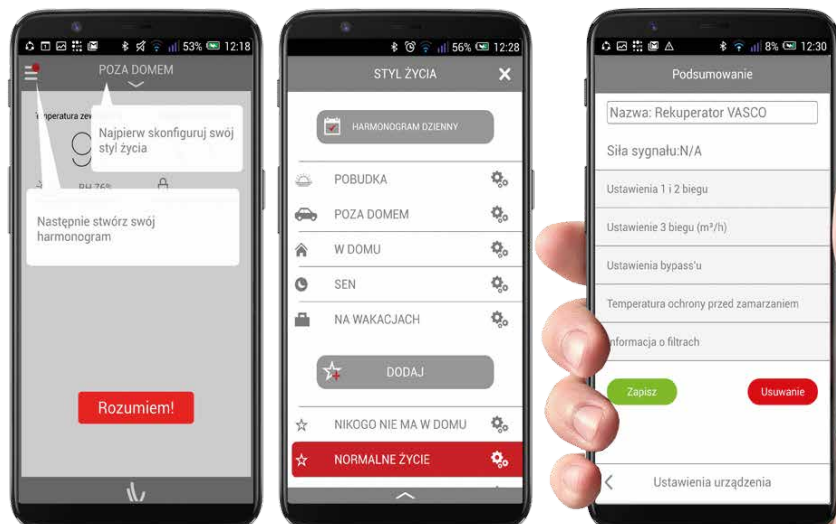 53% 12:18
POZA DOMEM
Najpierw skonfiguruj swój
styl życia
RH 76%
Następnie stwórz swój
harmonogram
Rozumiem!
56% 12:28
STYL ŻYCIA
HARMONOGRAM DZIENNY
POBUDKA
POZA DOMEM
W DOMU
SEN
NA WAKACJACH
DODAJ
NIKOGO NIE MA W DOMU
NORMALNE ŻYCIE
8% 12:30
Podsumowanie
Nazwa: Rekuperator VASCO
Siła sygnału:N/A
Ustawienia 1 i 2 biegu
Ustawienie 3 biegu (m³/h)
Ustawienia bypass'u
Temperatura ochrony przed zamarzaniem
nformacja o filtrach
Zapisz Usuwanie
Ustawienia urządzenia